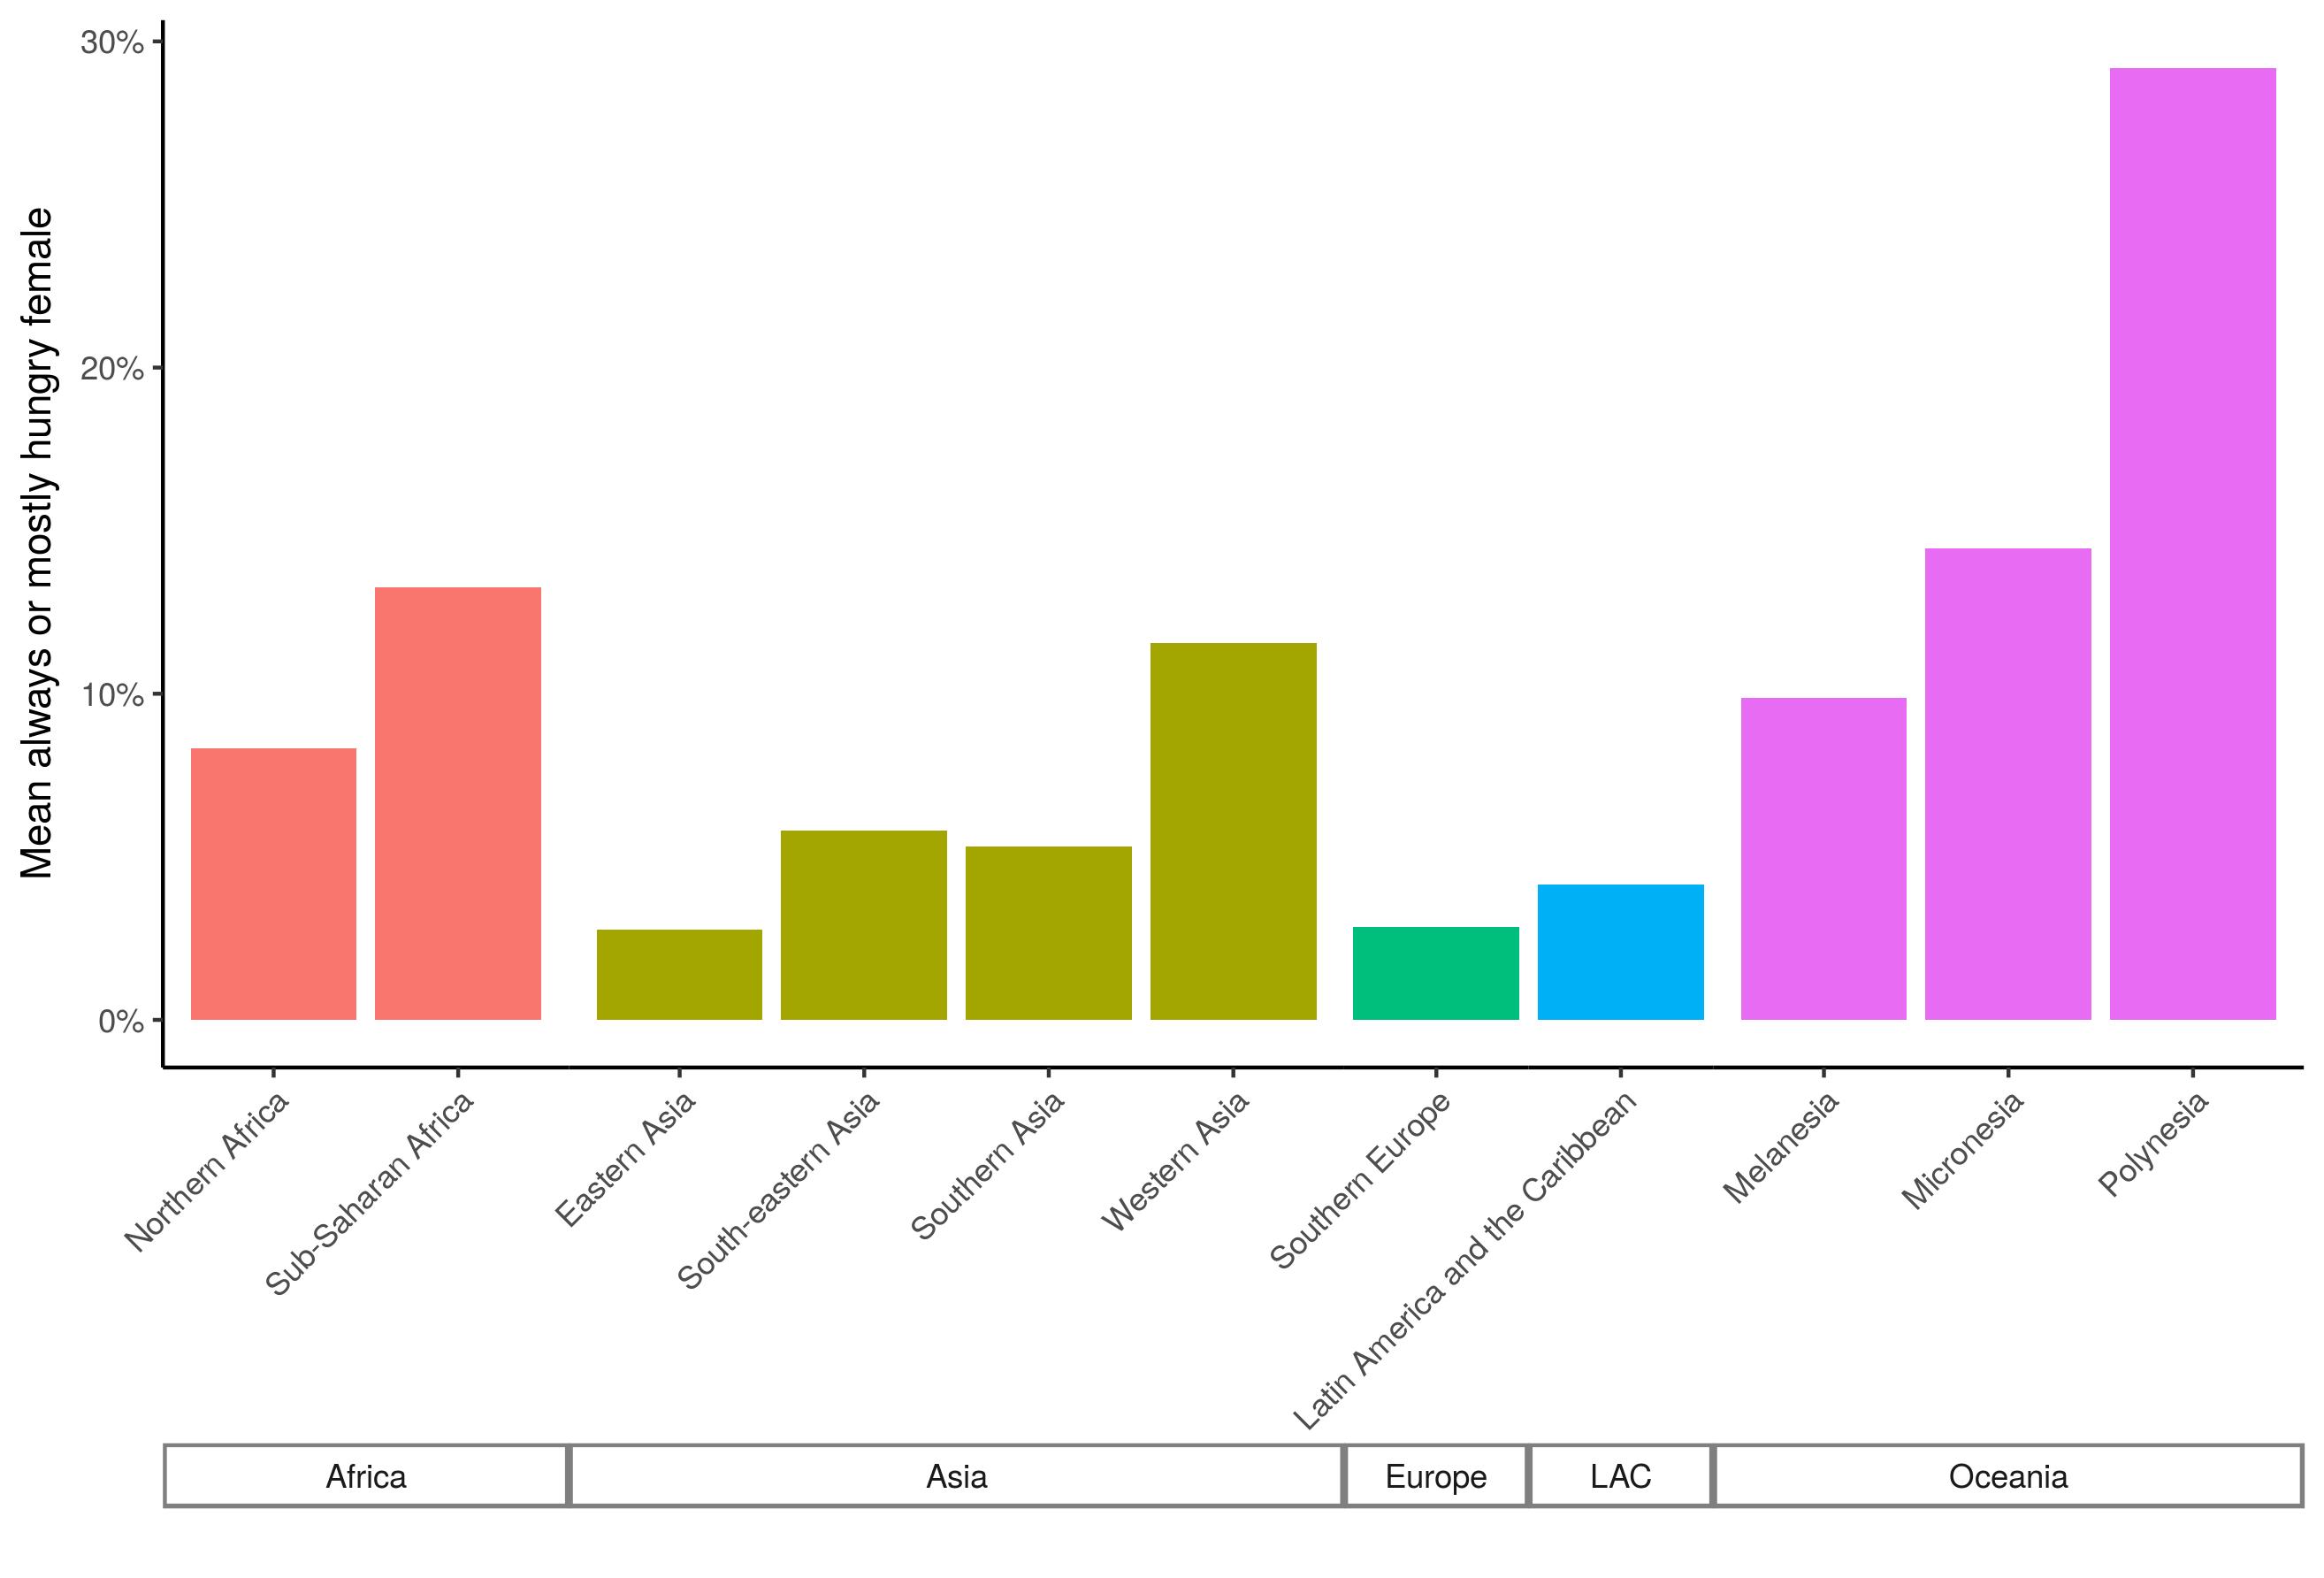 Mean always or mostly hungry female
30%
20%
10%
0%
Northern Africa
Sub-Saharan Africa
Eastern Asia
South-eastern Asia
Southern Asia
Western Asia
Southern Europe
Latin America and the Caribbean
Melanesia
Micronesia
Polynesia
Africa
Asia
Europe
LAC
Oceania